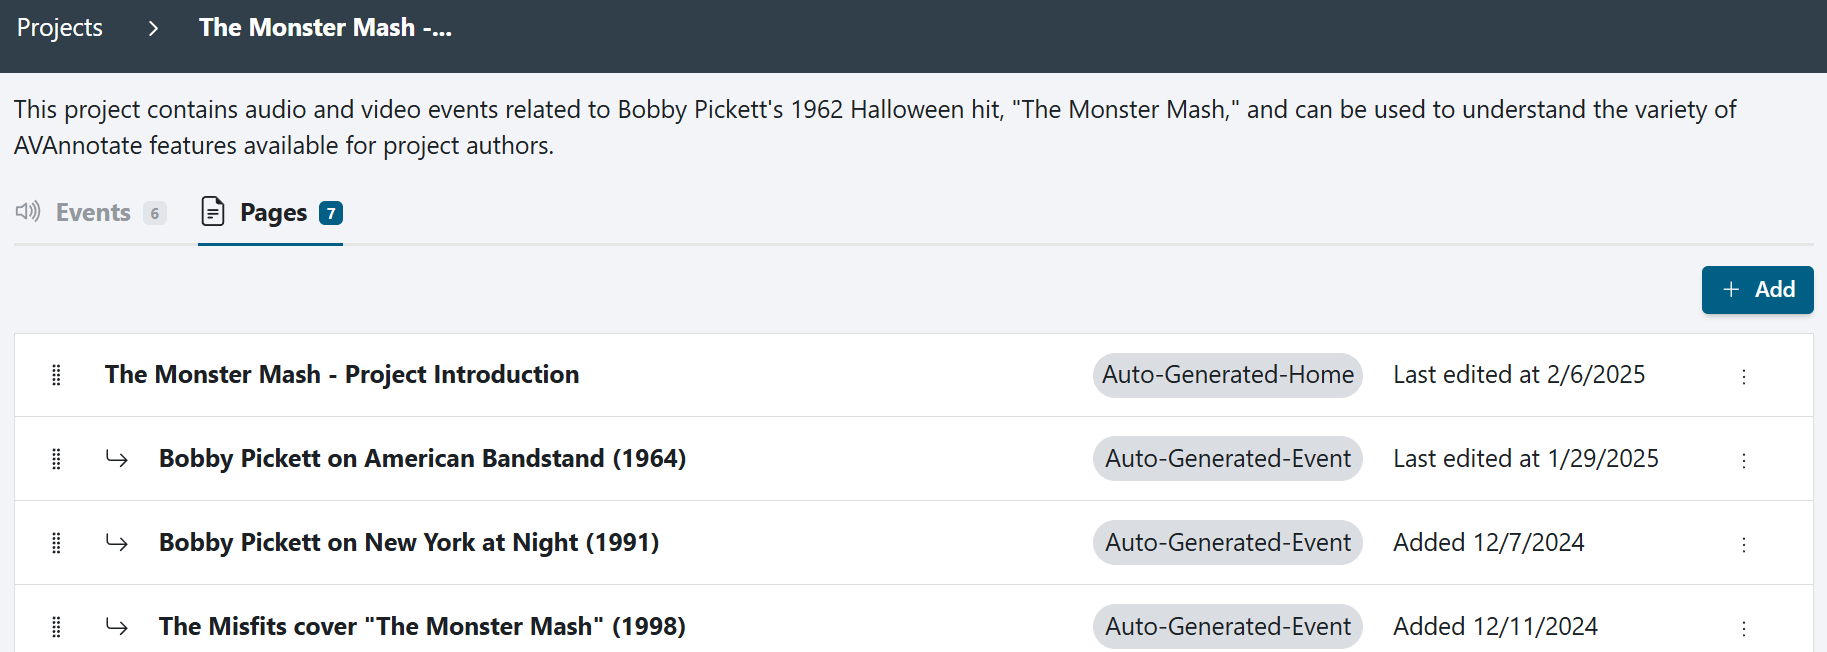 Projects > The Monster Mash -...
This project contains audio and video events related to Bobby Pickett's 1962 Halloween hit, "The Monster Mash," and can be used to understand the variety of
AVAnnotate features available for project authors.
Events 6 Pages 7
+ Add
The Monster Mash - Project Introduction Auto-Generated-Home Last edited at 2/6/2025
Bobby Pickett on American Bandstand (1964) Auto-Generated-Event Last edited at 1/29/2025
Bobby Pickett on New York at Night (1991) Auto-Generated-Event Added 12/7/2024
The Misfits cover "The Monster Mash" (1998) Auto-Generated-Event Added 12/11/2024